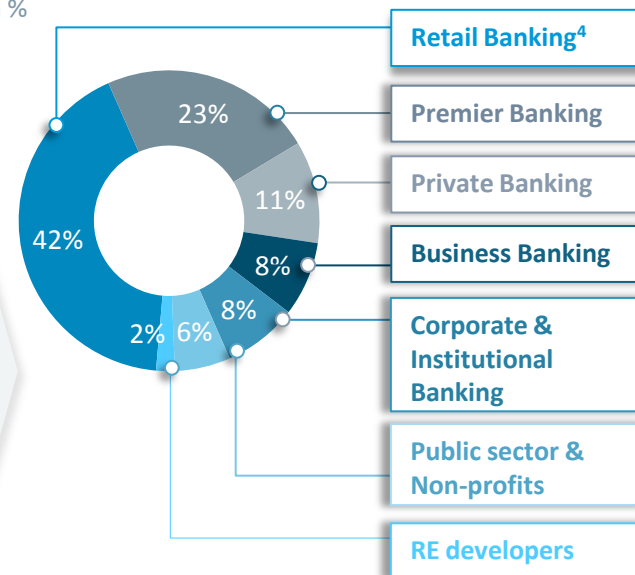 %
Retail Banking4
23%
Premier Banking
Private Banking
11%
42%
Business Banking
8%
8%
2%
6%
Corporate &
Institutional
Banking
Public sector &
Non-profits
RE developers